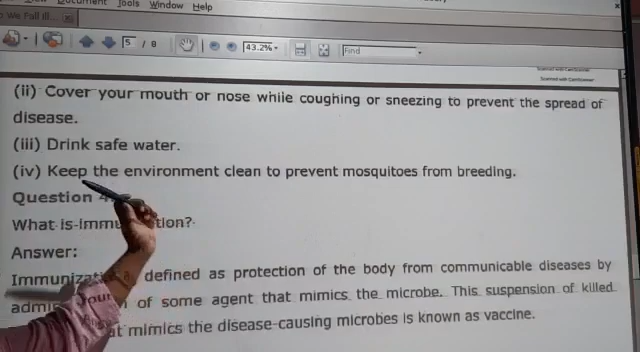 Document Tools Window Help
We Fall Ill...
5 / 8 43.2% Find
(ii) Cover your mouth or nose while coughing or sneezing to prevent the spread of
disease.
(iii) Drink safe water.
(iv) Keep the environment clean to prevent mosquitoes from breeding.
Question
What is
Answer:
defined as protection of the body from communicable diseases by
of some agent that mimics the microbe. This suspension of killed
mimics the disease-causing microbes is known as vaccine.